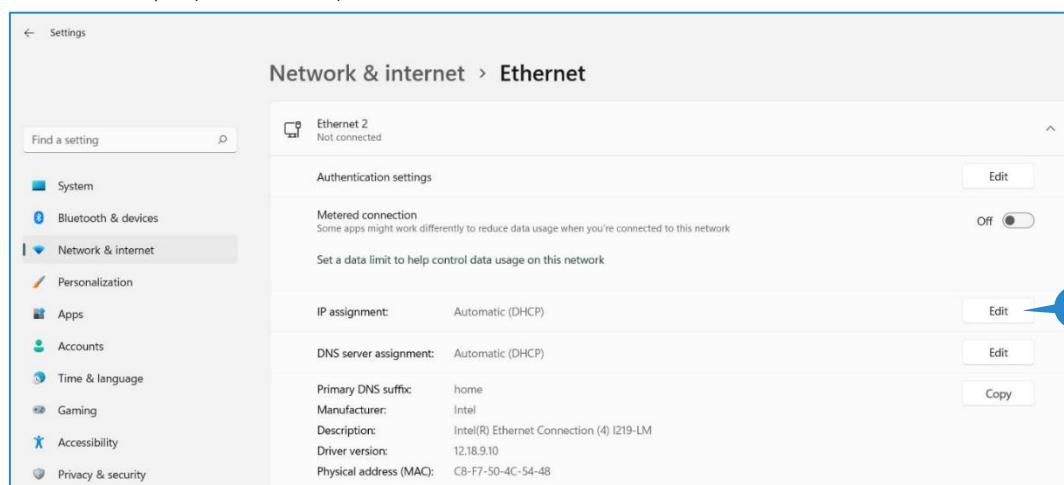 Settings
Network & internet > Ethernet
Find a setting
System
Bluetooth & devices
Network & internet
Personalization
Apps
Accounts
Time & language
Gaming
Accessibility
Privacy & security
Ethernet 2
Not connected
Authentication settings Edit
Metered connection
Some apps might work differently to reduce data usage when you're connected to this network
Off
Set a data limit to help control data usage on this network
IP assignment: Automatic (DHCP) Edit
DNS server assignment: Automatic (DHCP) Edit
Primary DNS suffix: home Copy
Manufacturer: Intel
Description: Intel(R) Ethernet Connection (4) I219-LM
Driver version: 12.18.9.10
Physical address (MAC): C8-F7-50-4C-54-48